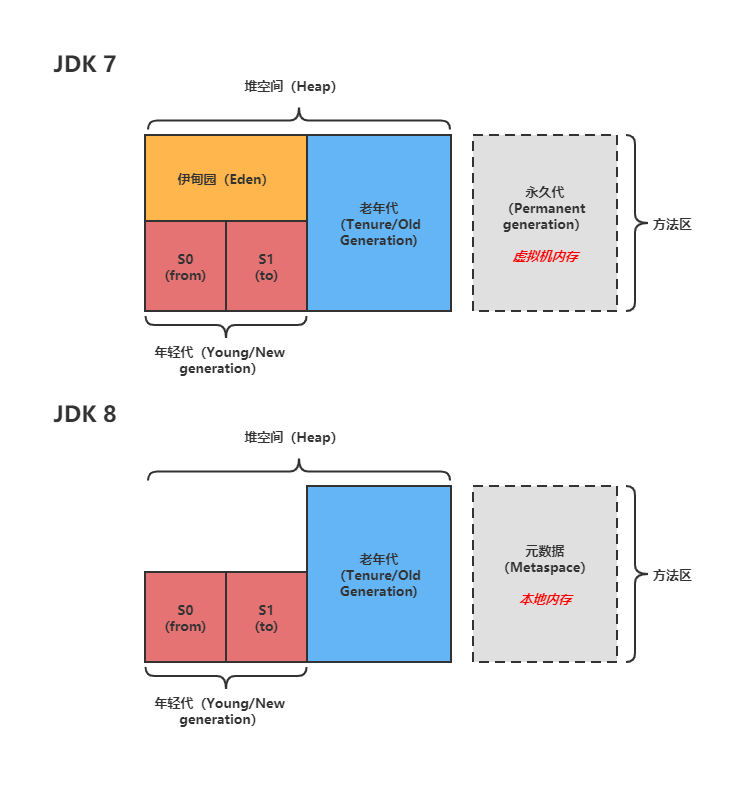 JDK 7
堆空间（Heap）
伊甸园（Eden）
S0
(from)
S1
(to)
老年代
（Tenure/Old
Generation)
永久代
（Permanent
generation）
虚拟机内存
方法区
年轻代（Young/New
generation）
JDK 8
堆空间（Heap）
S0
(from)
S1
(to)
老年代
（Tenure/Old
Generation)
元数据
（Metaspace）
本地内存
方法区
年轻代（Young/New
generation）